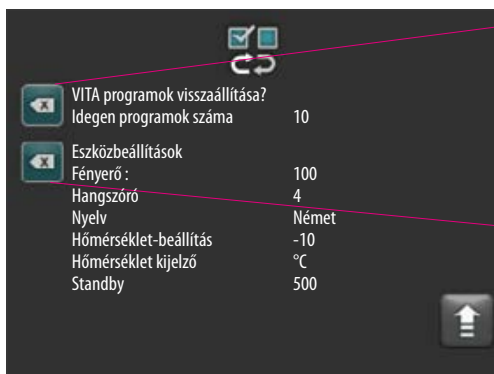 VITA programok visszaállítása?
Idegen programok száma 10
Eszközbeállítások
Fényerő : 100
Hangszóró 4
Nyelv Német
Hőmérséklet-beállítás -10
Hőmérséklet kijelző °C
Standby 500